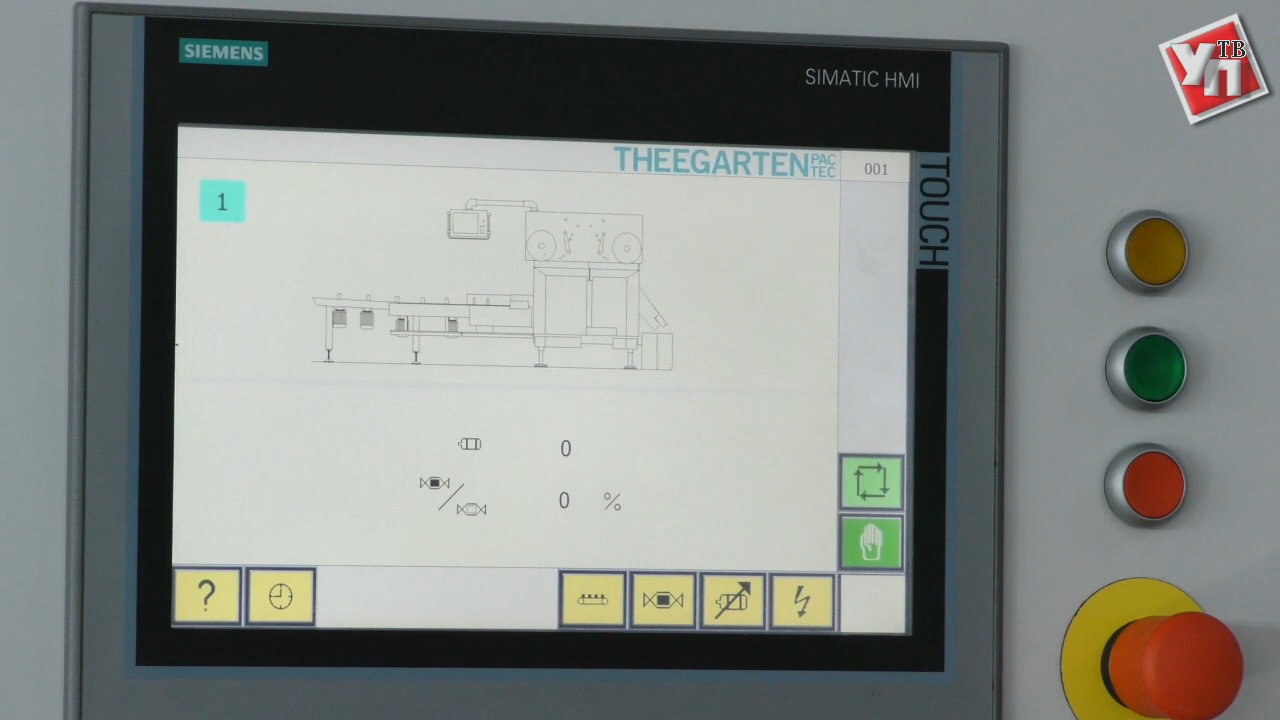 SIEMENS
SIMATIC HMI
TOUCH
THEEGARTEN PAC TEC
001
1
0
0 %
?
УП ТВ